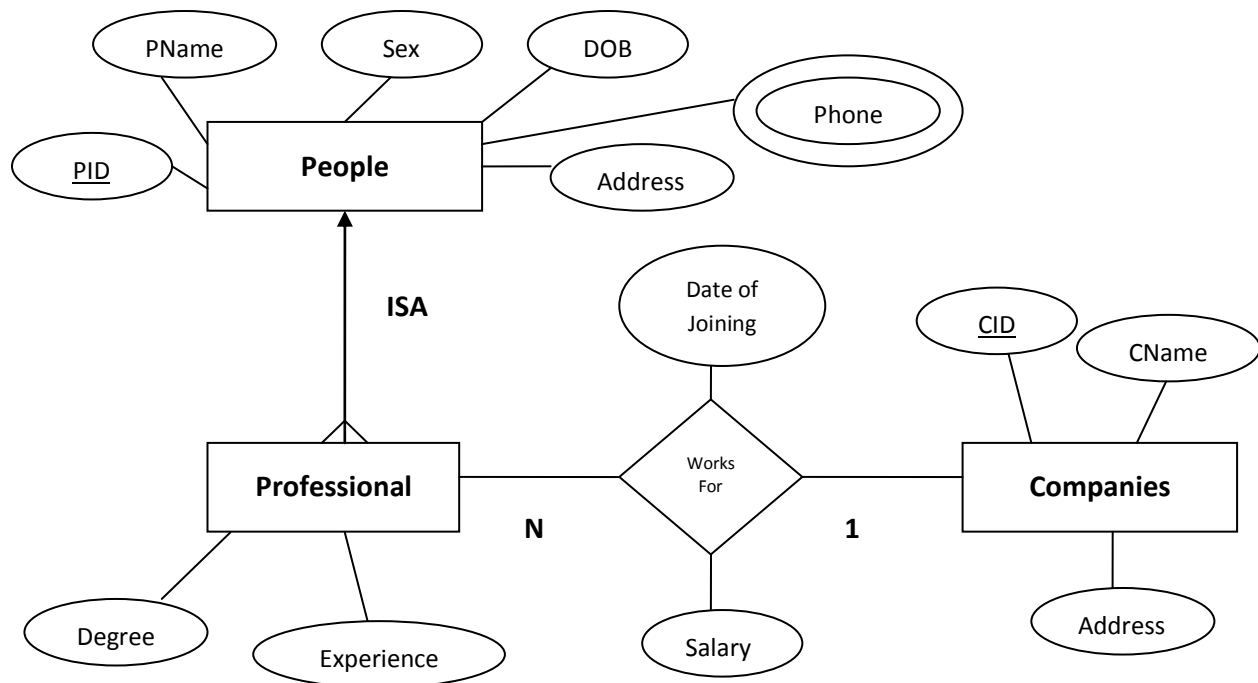 PName
Sex
DOB
Phone
PID
People
Address
ISA
Date of
Joining
CID
CName
Professional
Works
For
Companies
N
1
Degree
Experience
Salary
Address